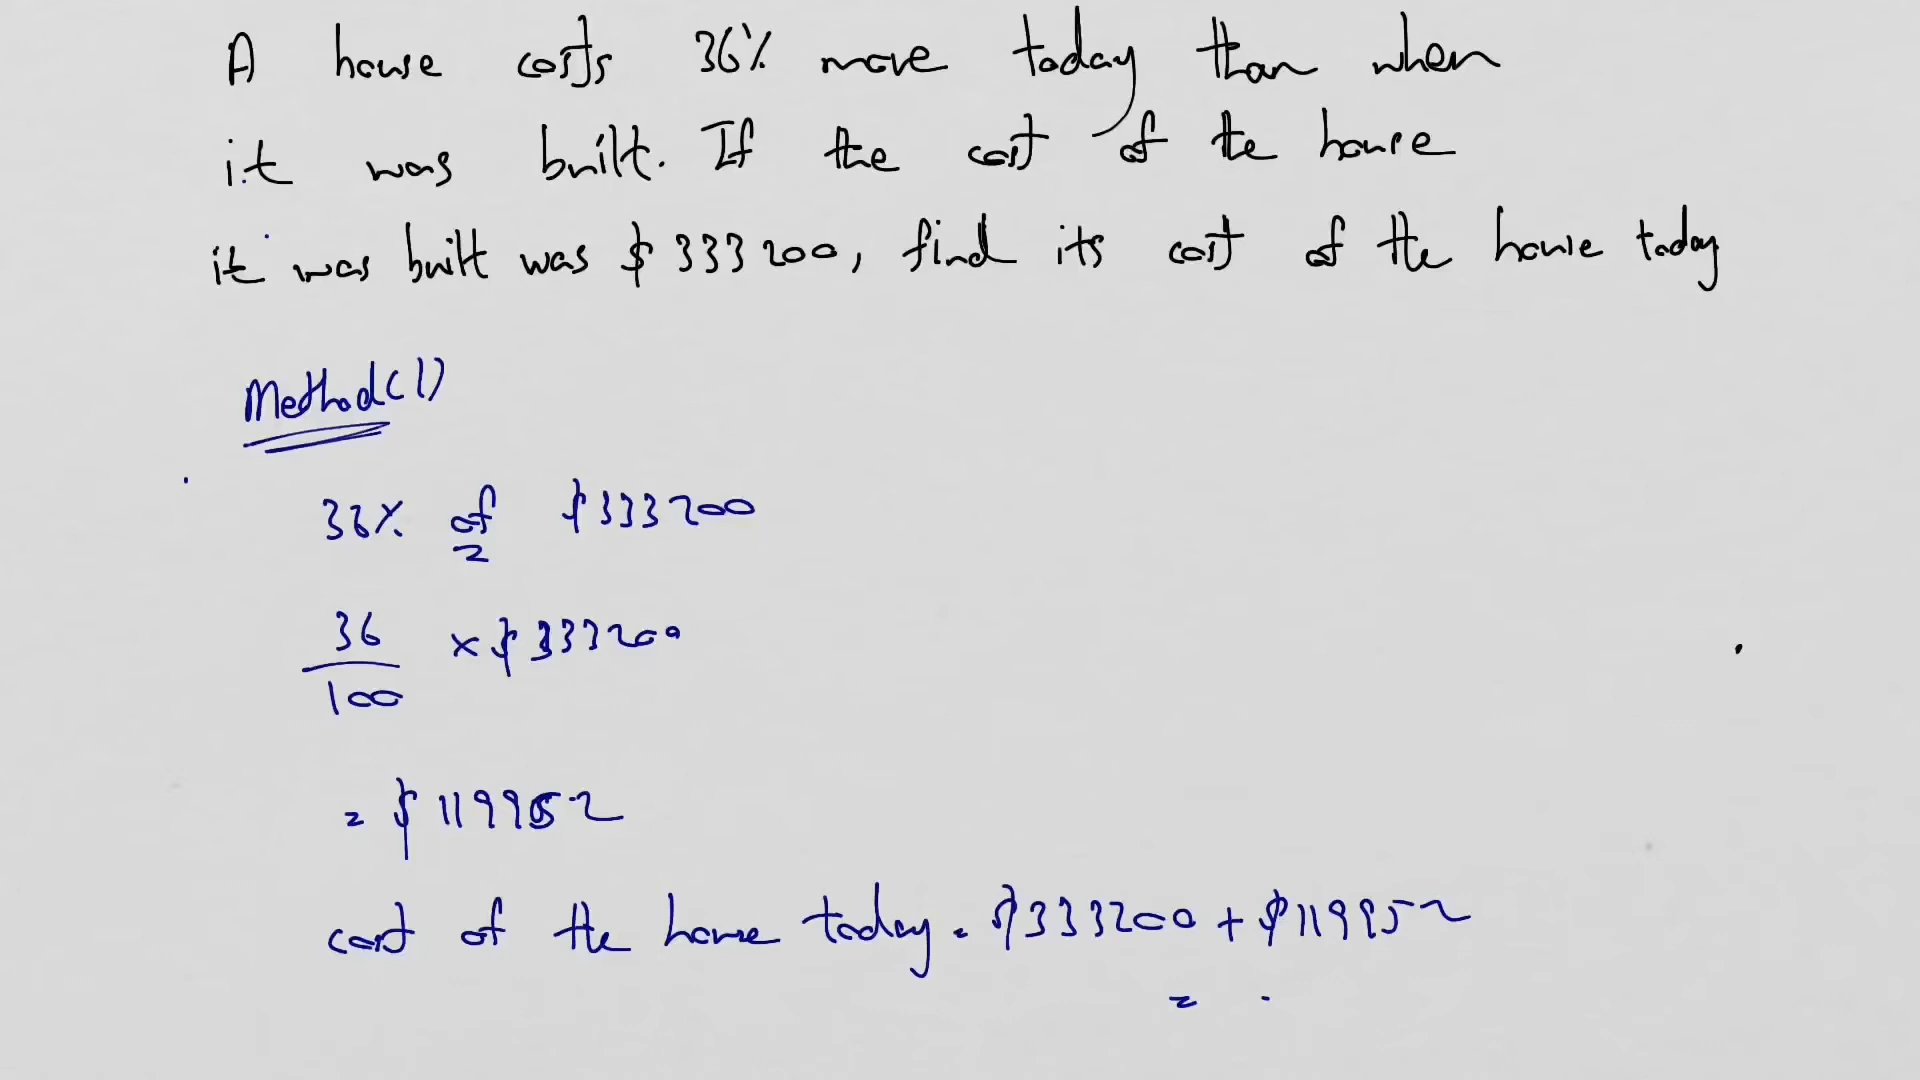 A house costs 36% more today than when
it was built. If the cost of the house
it was built was $ 333 200, find its cost of the house today
Method(1)
36% of $333200
36
100
× $ 333200
= $ 119952
cost of the house today = $333200 + $119952
=